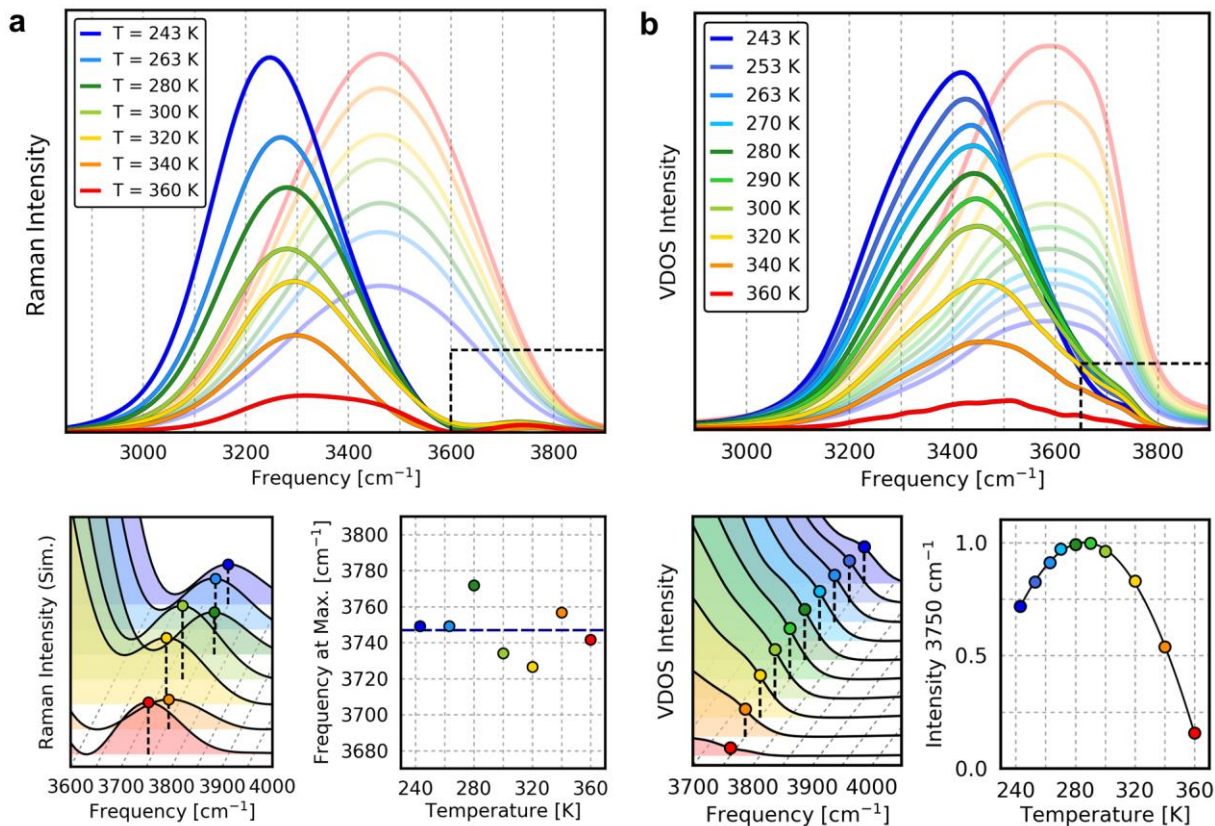 a
T = 243 K
T = 263 K
T = 280 K
T = 300 K
T = 320 K
T = 340 K
T = 360 K
Raman Intensity
3000 3200 3400 3600 3800
Frequency [cm⁻¹]
b
243 K
253 K
263 K
270 K
280 K
290 K
300 K
320 K
340 K
360 K
VDOS Intensity
3000 3200 3400 3600 3800
Frequency [cm⁻¹]
Raman Intensity (Sim.)
3600 3700 3800 3900 4000
Frequency [cm⁻¹]
Frequency at Max. [cm⁻¹]
3800
3780
3760
3740
3720
3700
3680
240 280 320 360
Temperature [K]
VDOS Intensity
3700 3800 3900 4000
Frequency [cm⁻¹]
Intensity 3750 cm⁻¹
1.0
0.5
0.0
240 280 320 360
Temperature [K]